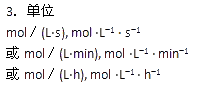 3. 单位
mol／(L·s), mol ·L⁻¹ · s⁻¹
或 mol／(L·min), mol ·L⁻¹ · min⁻¹
或 mol／(L·h), mol ·L⁻¹ · h⁻¹